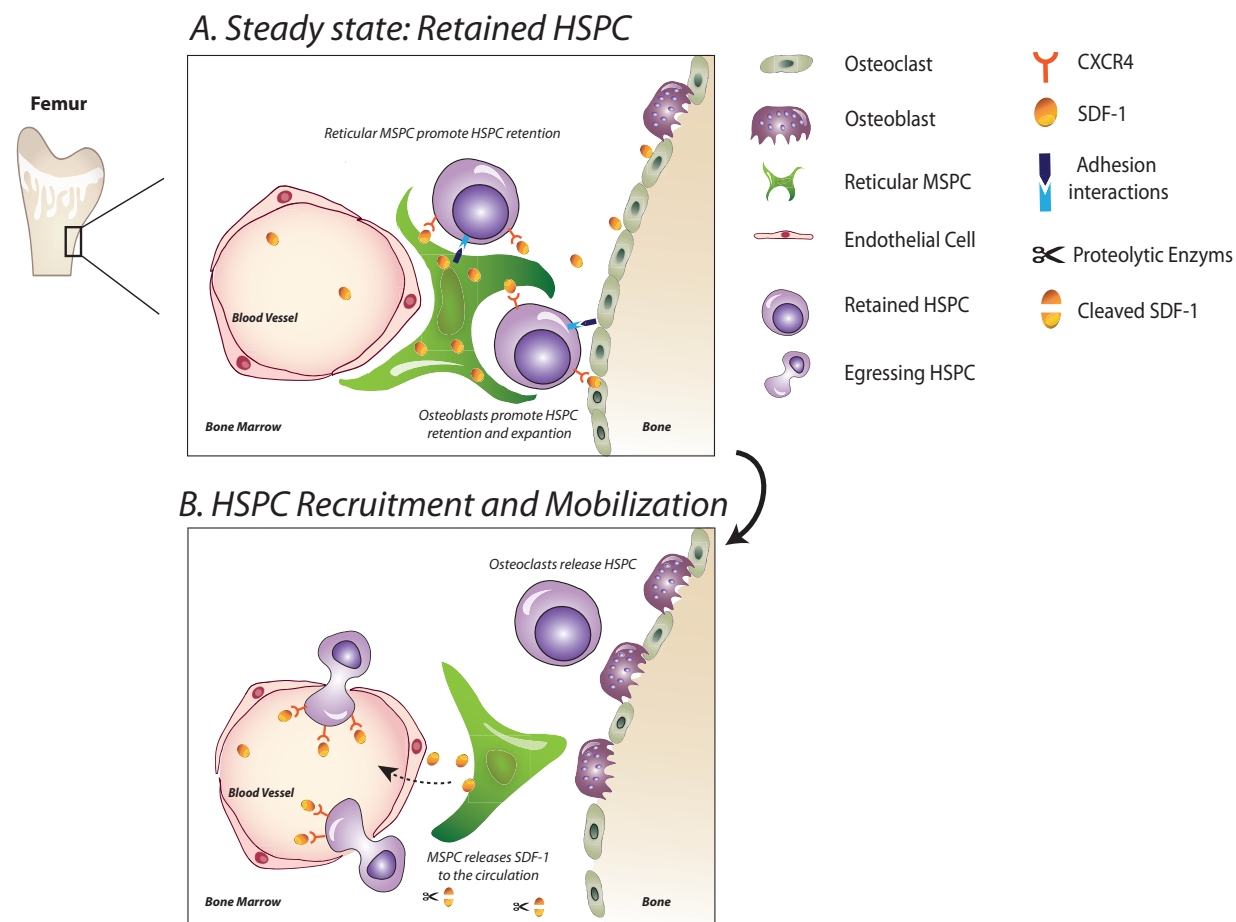 A. Steady state: Retained HSPC
Femur
Reticular MSPC promote HSPC retention
Blood Vessel
Osteoblasts promote HSPC
retention and expantion
Bone Marrow
Bone
Osteoclast
Osteoblast
Reticular MSPC
Endothelial Cell
Retained HSPC
Egressing HSPC
CXCR4
SDF-1
Adhesion
interactions
Proteolytic Enzyms
Cleaved SDF-1
B. HSPC Recruitment and Mobilization
Osteoclasts release HSPC
Blood Vessel
MSPC releases SDF-1
to the circulation
Bone Marrow
Bone